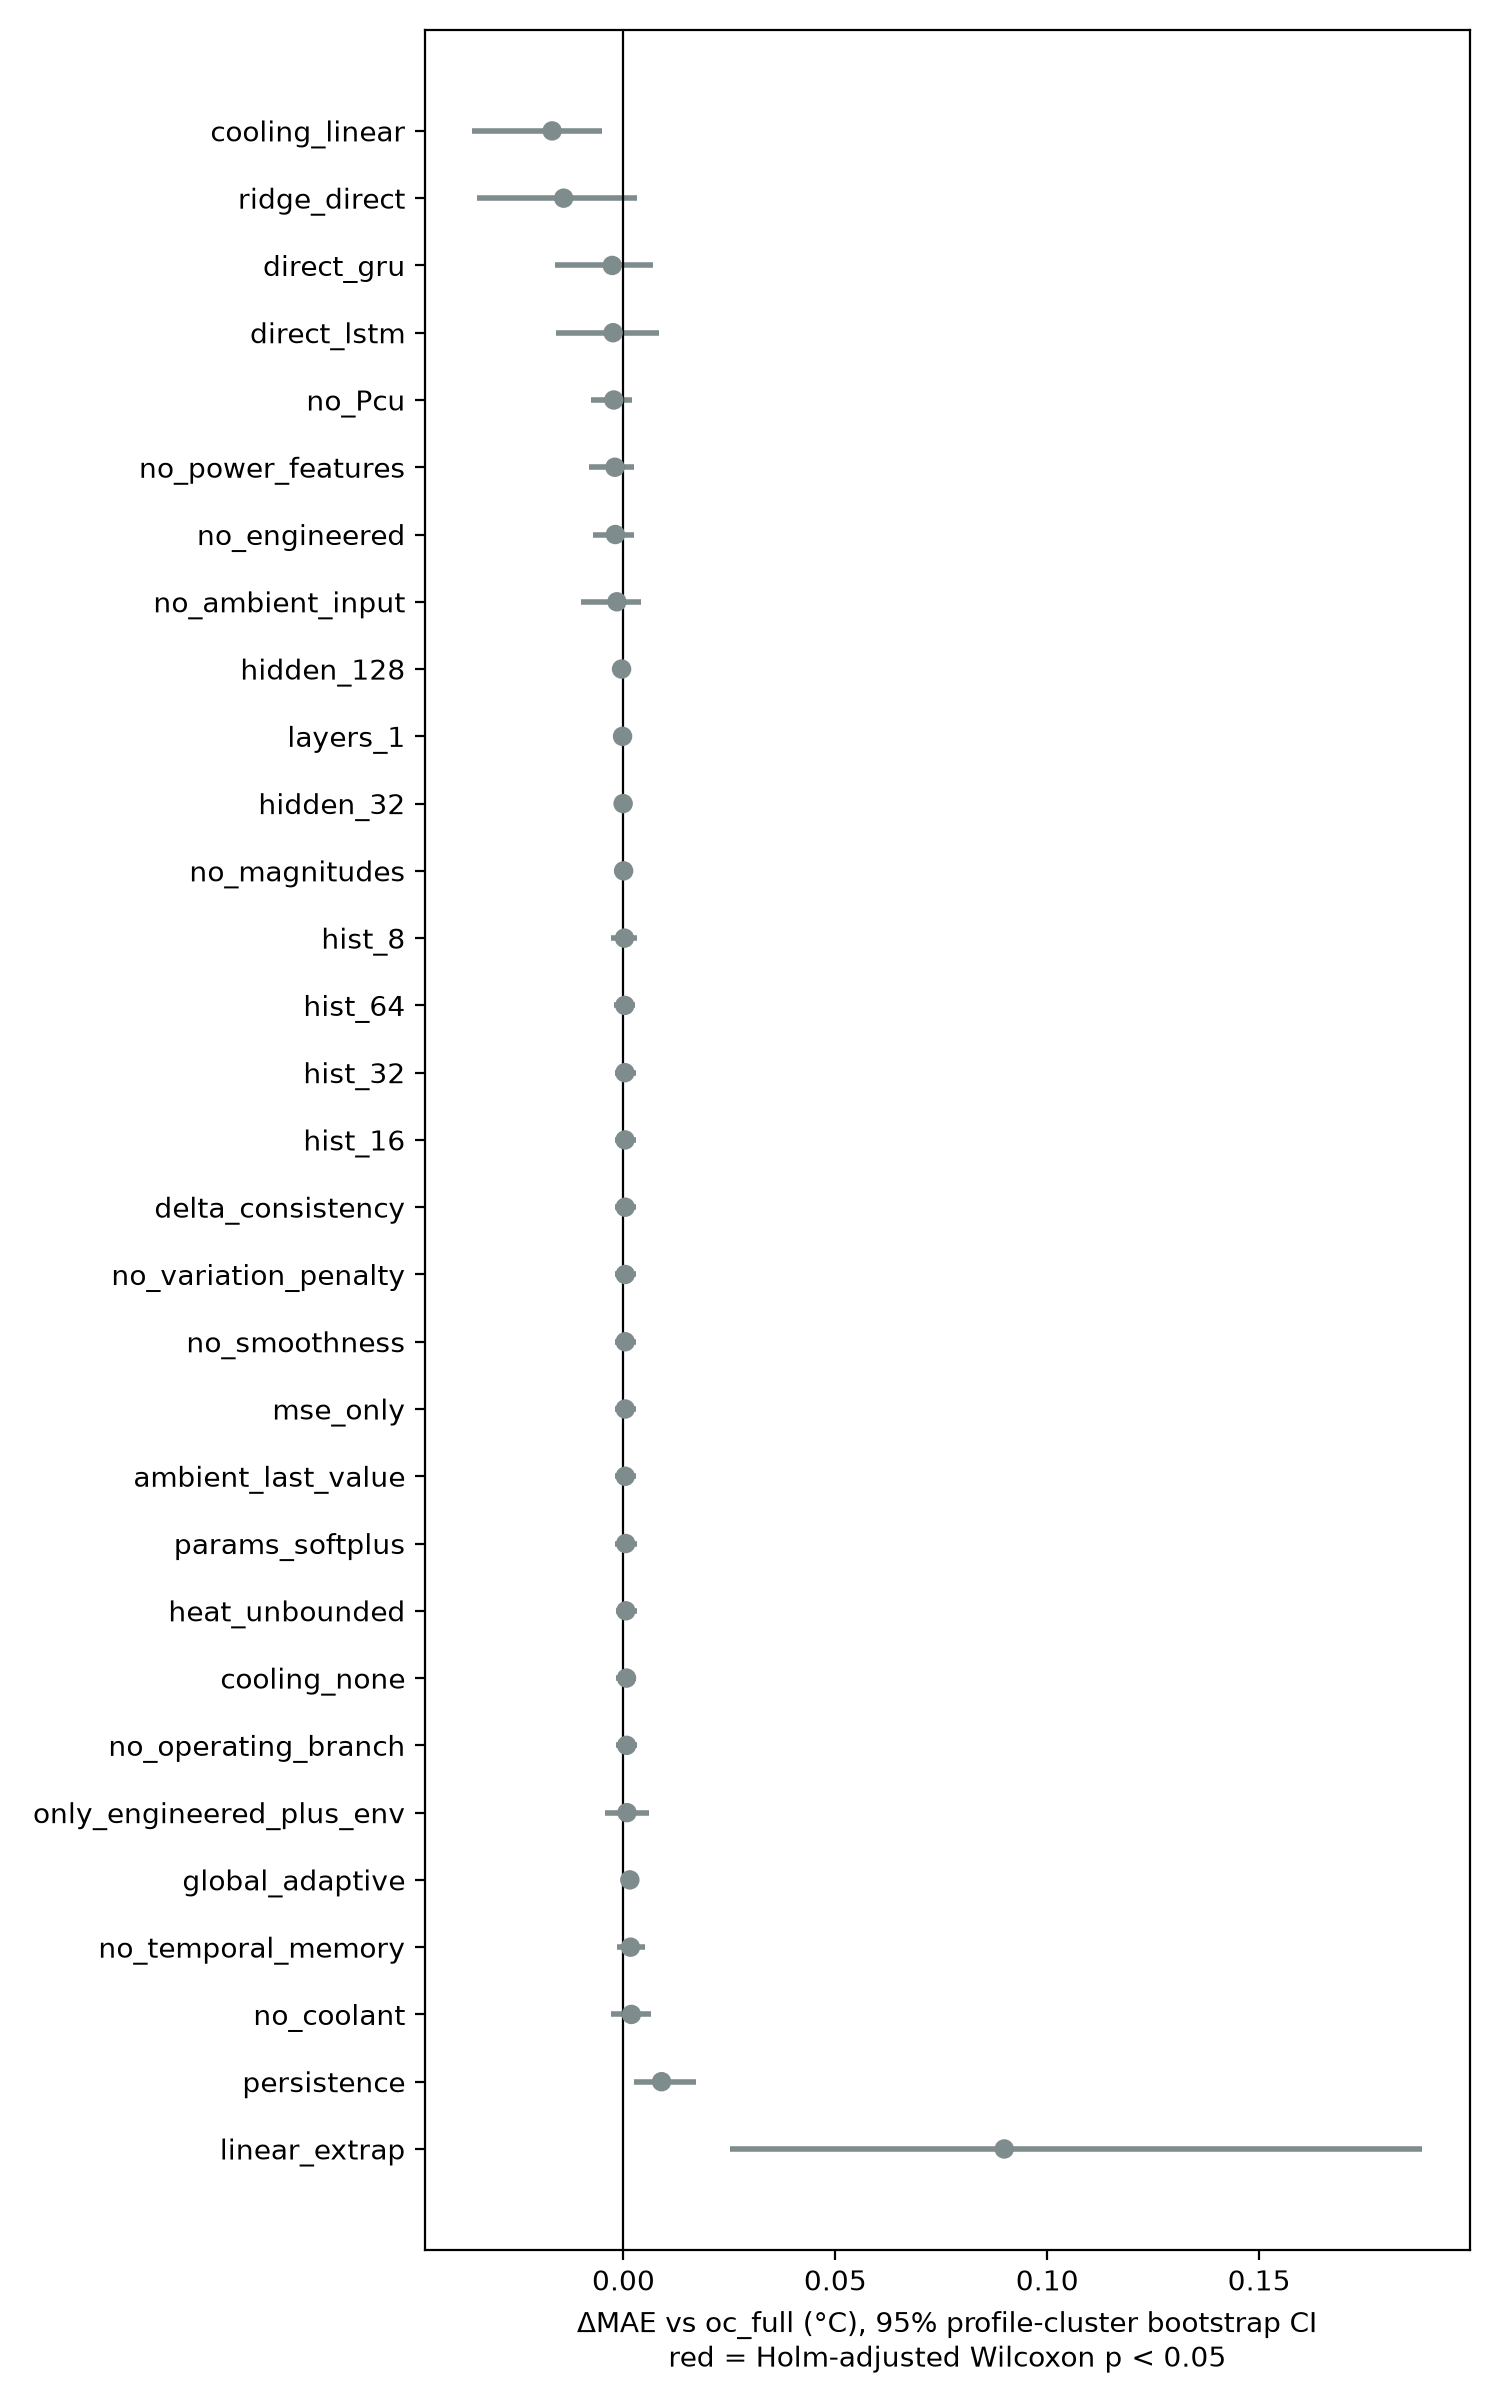 cooling_linear
ridge_direct
direct_gru
direct_lstm
no_Pcu
no_power_features
no_engineered
no_ambient_input
hidden_128
layers_1
hidden_32
no_magnitudes
hist_8
hist_64
hist_32
hist_16
delta_consistency
no_variation_penalty
no_smoothness
mse_only
ambient_last_value
params_softplus
heat_unbounded
cooling_none
no_operating_branch
only_engineered_plus_env
global_adaptive
no_temporal_memory
no_coolant
persistence
linear_extrap
0.00 0.05 0.10 0.15
ΔMAE vs oc_full (°C), 95% profile-cluster bootstrap CI
red = Holm-adjusted Wilcoxon p < 0.05